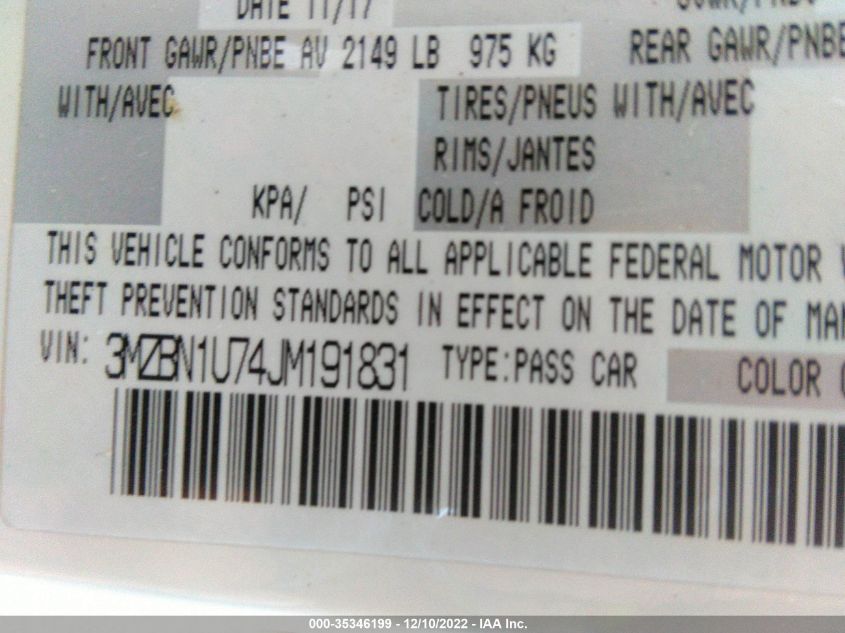 DATE 11/17
FRONT GAWR/PNBE AV 2149 LB 975 KG REAR GAWR/PNBE
WITH/AVEC TIRES/PNEUS WITH/AVEC
RIMS/JANTES
KPA/ PSI COLD/A FROID
THIS VEHICLE CONFORMS TO ALL APPLICABLE FEDERAL MOTOR
THEFT PREVENTION STANDARDS IN EFFECT ON THE DATE OF MAN
VIN: 3MZBN1U74JM191831 TYPE:PASS CAR COLOR
000-35346199 - 12/10/2022 - IAA Inc.